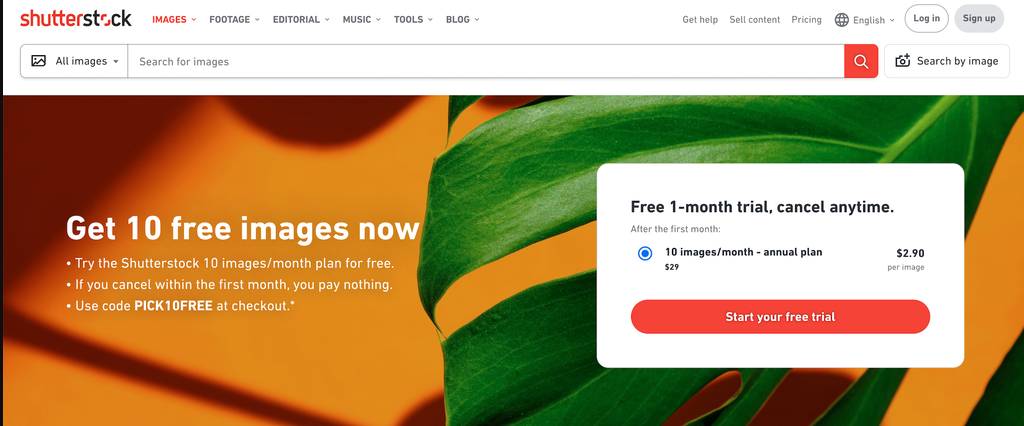 shutterstock
IMAGES FOOTAGE EDITORIAL MUSIC TOOLS BLOG
Get help Sell content Pricing English Log in Sign up
All images Search for images Search by image
Get 10 free images now
• Try the Shutterstock 10 images/month plan for free.
• If you cancel within the first month, you pay nothing.
• Use code PICK10FREE at checkout.*
Free 1-month trial, cancel anytime.
After the first month:
10 images/month - annual plan $2.90
$29 per image
Start your free trial